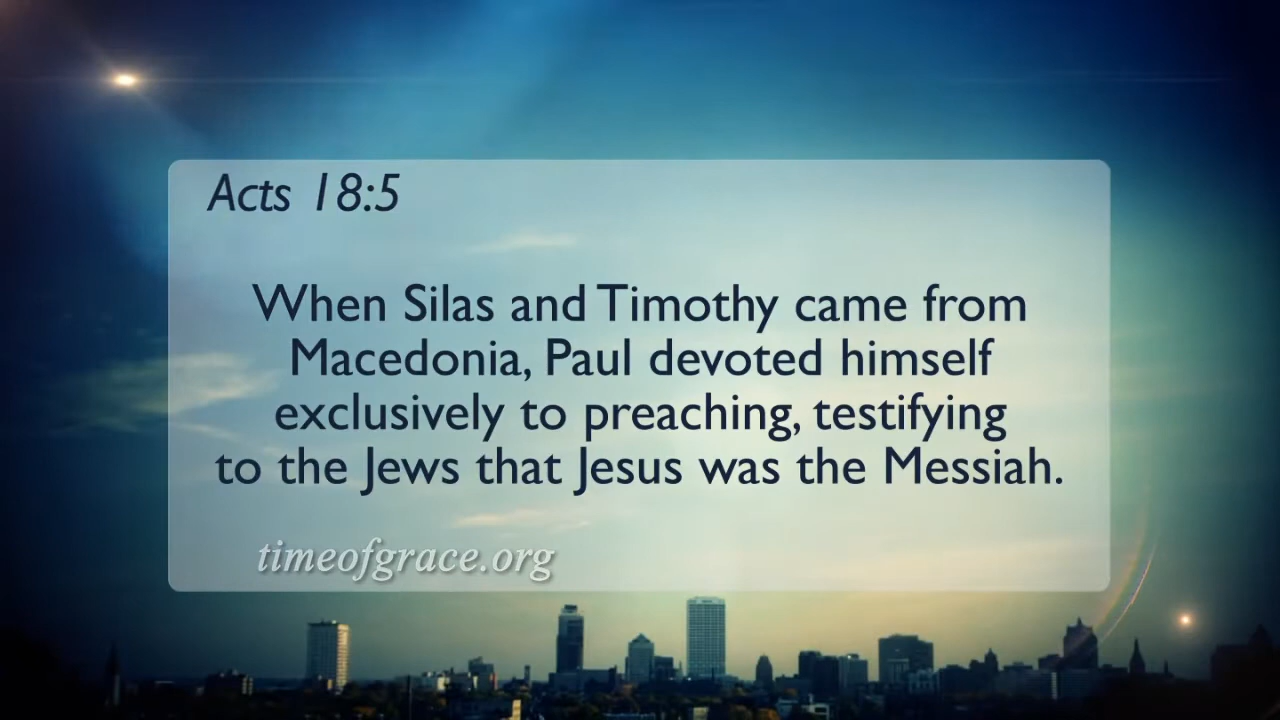 Acts 18:5
When Silas and Timothy came from
Macedonia, Paul devoted himself
exclusively to preaching, testifying
to the Jews that Jesus was the Messiah.
timeofgrace.org